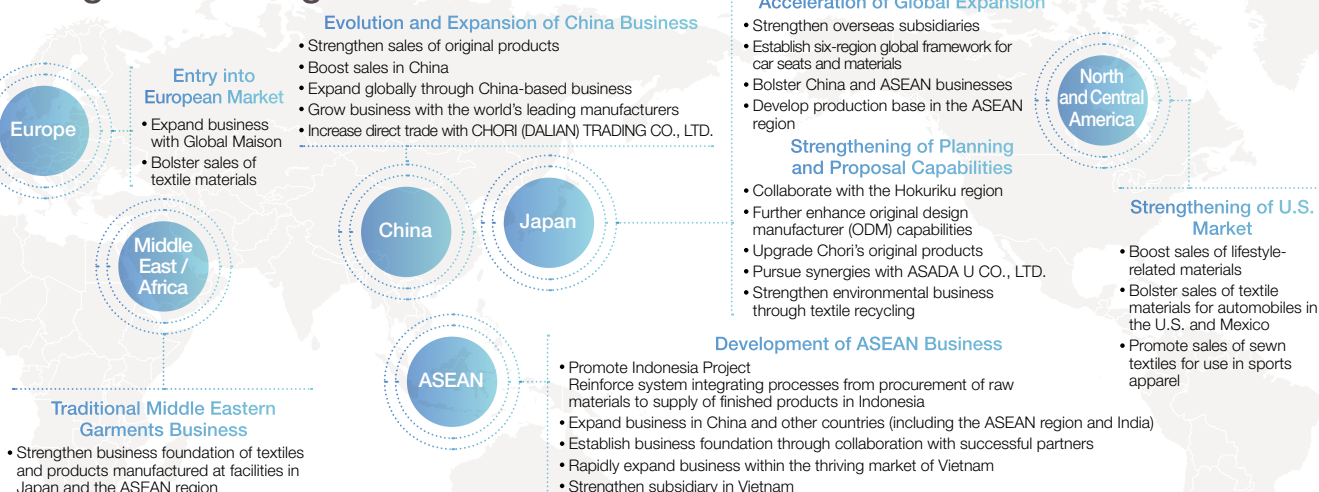 Evolution and Expansion of China Business
• Strengthen sales of original products
• Boost sales in China
• Expand globally through China-based business
• Grow business with the world's leading manufacturers
• Increase direct trade with CHORI (DALIAN) TRADING CO., LTD.
Acceleration of Global Expansion
• Strengthen overseas subsidiaries
• Establish six-region global framework for
car seats and materials
• Bolster China and ASEAN businesses
• Develop production base in the ASEAN
region
Strengthening of Planning
and Proposal Capabilities
• Collaborate with the Hokuriku region
• Further enhance original design
manufacturer (ODM) capabilities
• Upgrade Chori's original products
• Pursue synergies with ASADA U CO., LTD.
• Strengthen environmental business
through textile recycling
Europe
Entry into
European Market
• Expand business
with Global Maison
• Bolster sales of
textile materials
North
and Central
America
Strengthening of U.S.
Market
• Boost sales of lifestyle-
related materials
• Bolster sales of textile
materials for automobiles in
the U.S. and Mexico
• Promote sales of sewn
textiles for use in sports
apparel
China
Japan
Middle
East /
Africa
Traditional Middle Eastern
Garments Business
• Strengthen business foundation of textiles
and products manufactured at facilities in
Japan and the ASEAN region
ASEAN
Development of ASEAN Business
• Promote Indonesia Project
Reinforce system integrating processes from procurement of raw
materials to supply of finished products in Indonesia
• Expand business in China and other countries (including the ASEAN region and India)
• Establish business foundation through collaboration with successful partners
• Rapidly expand business within the thriving market of Vietnam
• Strengthen subsidiary in Vietnam